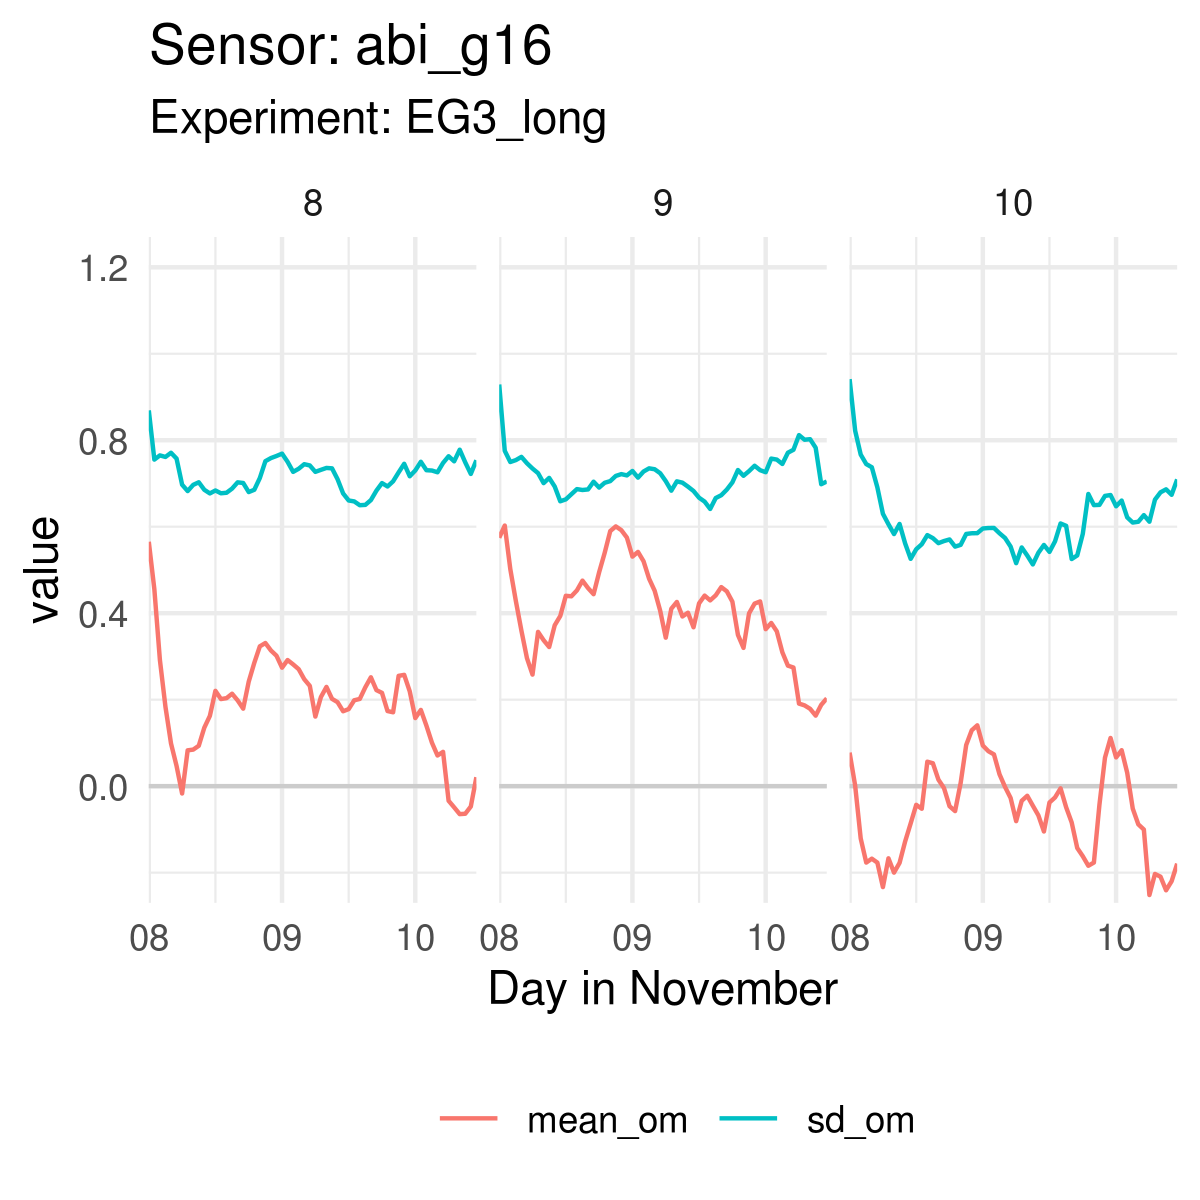 Sensor: abi_g16
Experiment: EG3_long
8 9 10
1.2
0.8
0.4
0.0
value
08 09 10 08 09 10 08 09 10
Day in November
mean_om sd_om